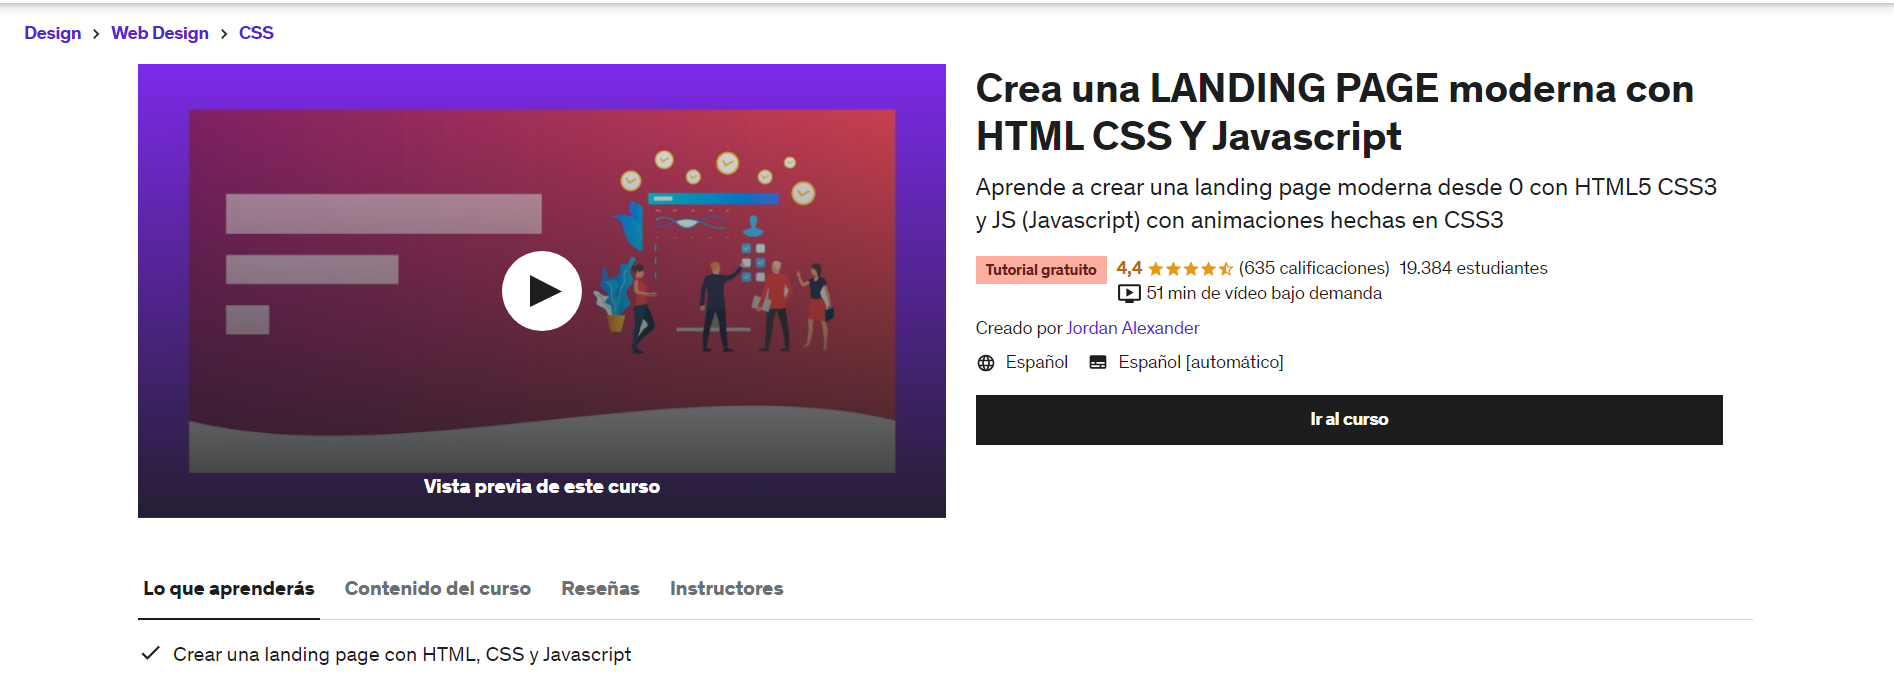 Design > Web Design > CSS
Crea una LANDING PAGE moderna con
HTML CSS Y Javascript
Aprende a crear una landing page moderna desde 0 con HTML5 CSS3
y JS (Javascript) con animaciones hechas en CSS3
Tutorial gratuito 4,4 (635 calificaciones) 19.384 estudiantes
51 min de vídeo bajo demanda
Creado por Jordan Alexander
Español Español [automático]
Ir al curso
Vista previa de este curso
Lo que aprenderás Contenido del curso Reseñas Instructores
Crear una landing page con HTML, CSS y Javascript